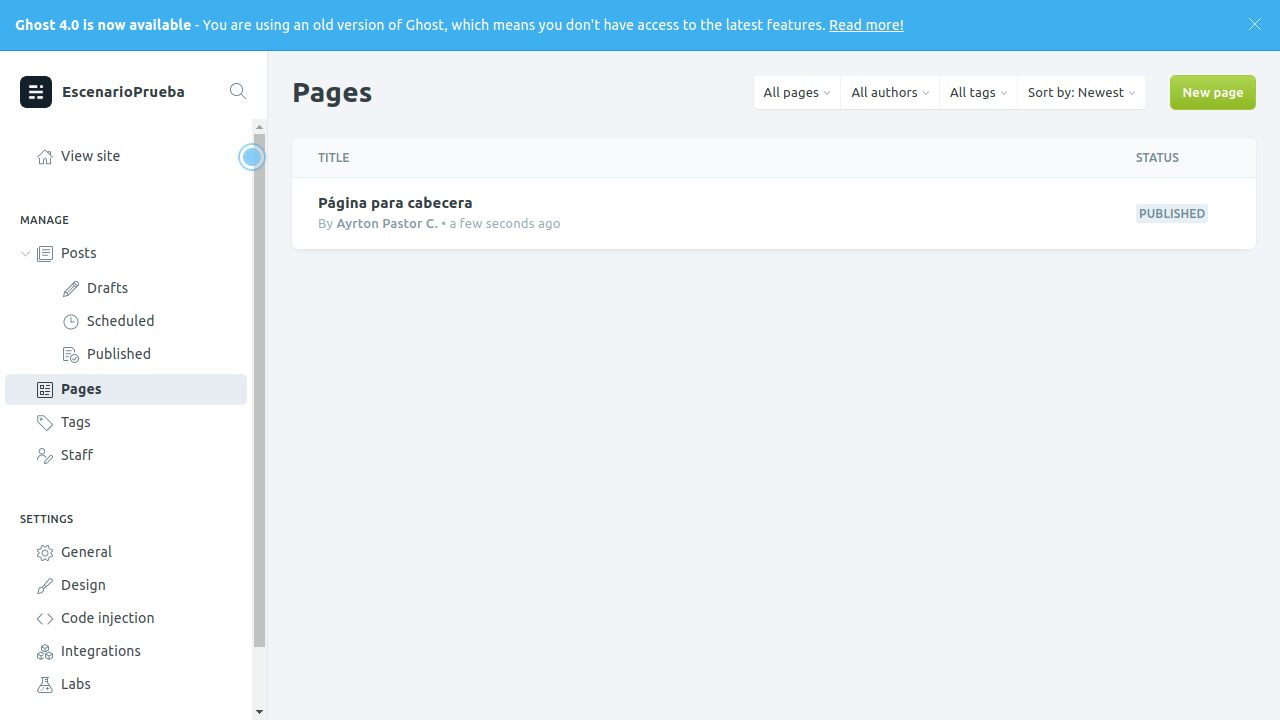 Ghost 4.0 is now available - You are using an old version of Ghost, which means you don't have access to the latest features. Read more!
EscenarioPrueba
View site
MANAGE
Posts
Drafts
Scheduled
Published
Pages
Tags
Staff
SETTINGS
General
Design
Code injection
Integrations
Labs
Pages
All pages
All authors
All tags
Sort by: Newest
New page
TITLE STATUS
Página para cabecera
By Ayrton Pastor C. • a few seconds ago
PUBLISHED